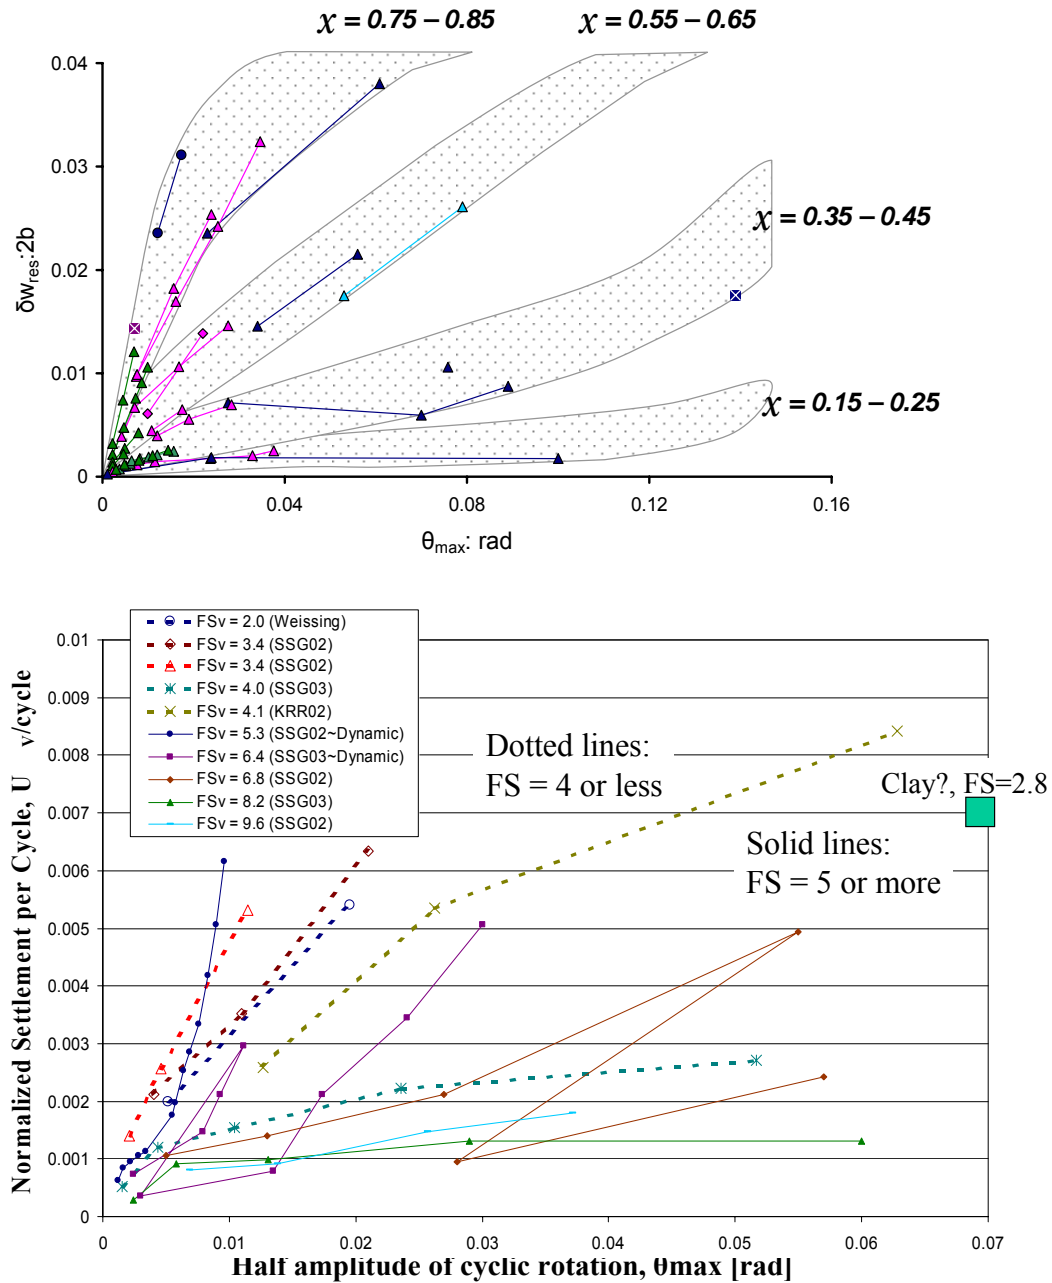 x = 0.75 – 0.85
x = 0.55 - 0.65
0.04
0.03
0.02
0.01
0
δw_res:2b
x = 0.35 – 0.45
x = 0.15 – 0.25
0
0.04
0.08
0.12
0.16
θ_max: rad
FSv = 2.0 (Weissing)
FSv = 3.4 (SSG02)
FSv = 3.4 (SSG02)
FSv = 4.0 (SSG03)
FSv = 4.1 (KRR02)
FSv = 5.3 (SSG02~Dynamic)
FSv = 6.4 (SSG03~Dynamic)
FSv = 6.8 (SSG02)
FSv = 8.2 (SSG03)
FSv = 9.6 (SSG02)
0.01
0.009
0.008
0.007
0.006
0.005
0.004
0.003
0.002
0.001
0
Normalized Settlement per Cycle, U v/cycle
Dotted lines:
FS = 4 or less
Clay?, FS=2.8
Solid lines:
FS = 5 or more
0
0.01
0.02
0.03
0.04
0.05
0.06
0.07
Half amplitude of cyclic rotation, θmax [rad]